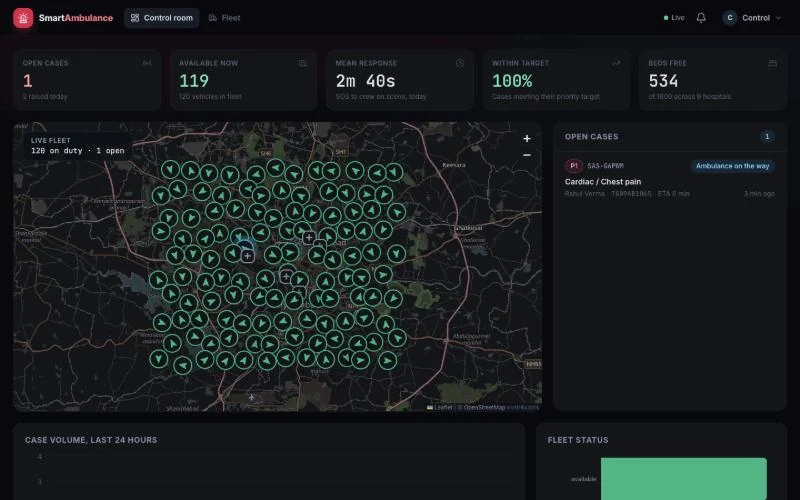 SmartAmbulance
Control room
Fleet
Live
C
Control
OPEN CASES
1
2 raised today
AVAILABLE NOW
119
120 vehicles in fleet
MEAN RESPONSE
2m 40s
SOS to crew on scene, today
WITHIN TARGET
100%
Cases meeting their priority target
BEDS FREE
534
of 1800 across 9 hospitals
LIVE FLEET
120 on duty · 1 open
+
−
Keesara
Ghatkesar
Leaflet | © OpenStreetMap contributors
OPEN CASES
1
P1
Ambulance on the way
Cardiac / Chest pain
Rahul Verma
ETA 5 min
3 min ago
CASE VOLUME, LAST 24 HOURS
4
3
FLEET STATUS
available